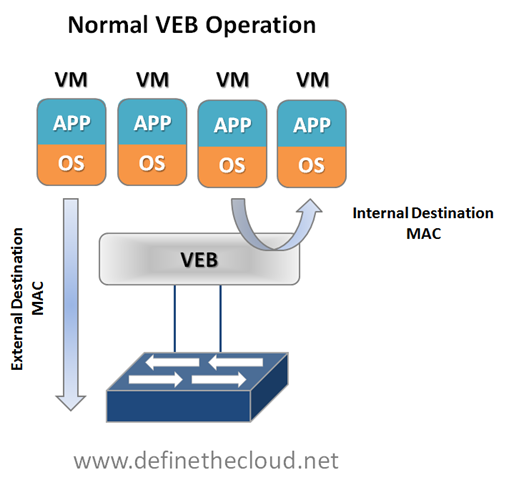 Normal VEB Operation
VM VM VM VM
APP APP APP APP
OS OS OS OS
Internal Destination
MAC
External Destination
MAC
VEB
www.definethecloud.net